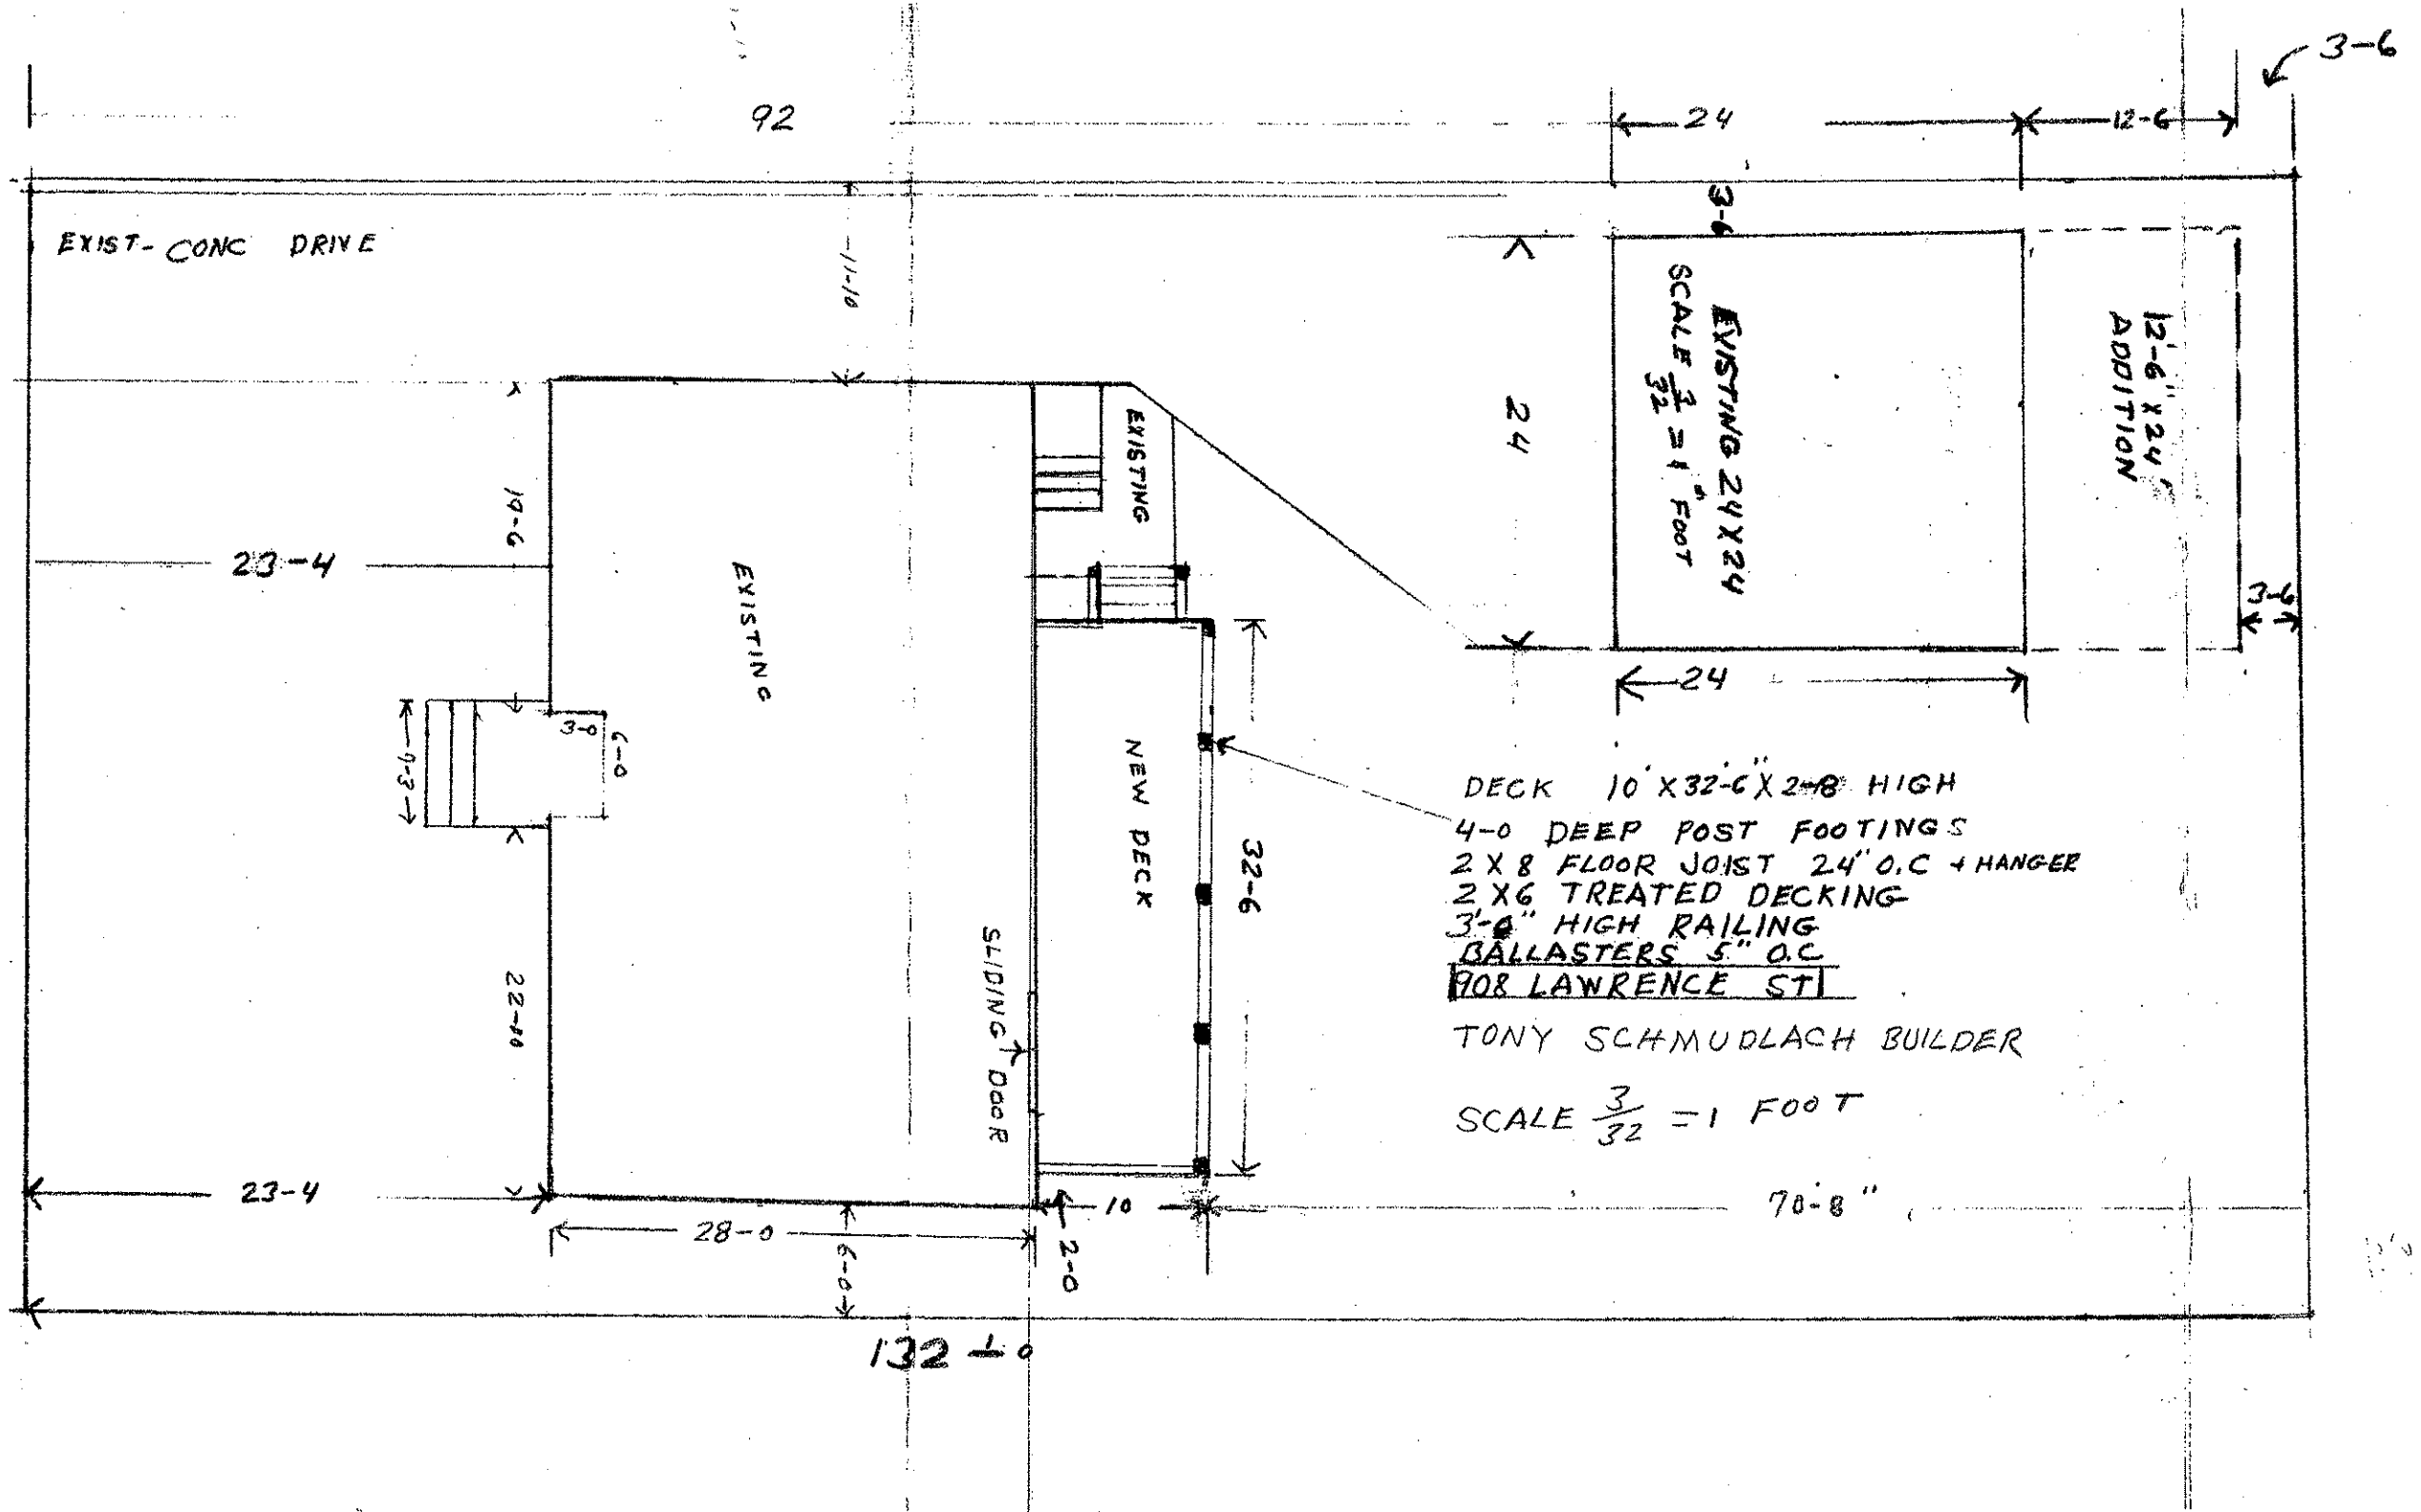 3-6
92
24
12-6
EXIST- CONC DRIVE
11-10
3-6
EXISTING 24X24
SCALE 3/32 = 1" FOOT
12'-6" X 24'
ADDITION
24
3-6
24
23-4
19-6
EXISTING
EXISTING
3-0
6-0
9-3
NEW DECK
32-6
22-10
SLIDING DOOR
DECK 10' X 32'-6" X 2-8 HIGH
4-0 DEEP POST FOOTINGS
2 X 8 FLOOR JOIST 24" O.C + HANGER
2 X6 TREATED DECKING
3'-0" HIGH RAILING
BALLASTERS 5" O.C
908 LAWRENCE ST
TONY SCHMUDLACH BUILDER
SCALE 3/32 = 1 FOOT
23-4
28-0
6-0
10
2-0
70'-8"
132'-0